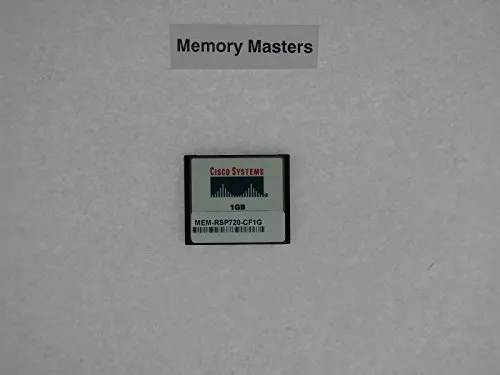 Memory Masters
CISCO SYSTEMS
1GB
MEM-RSP720-CF1G